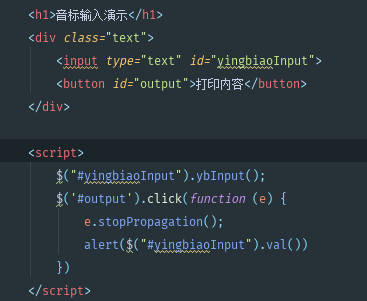 <h1>音标输入演示</h1>
<div class="text">
<input type="text" id="yingbiaoInput">
<button id="output">打印内容</button>
</div>
<script>
$("#yingbiaoInput").ybInput();
$('#output').click(function (e) {
e.stopPropagation();
alert($("#yingbiaoInput").val())
})
</script>